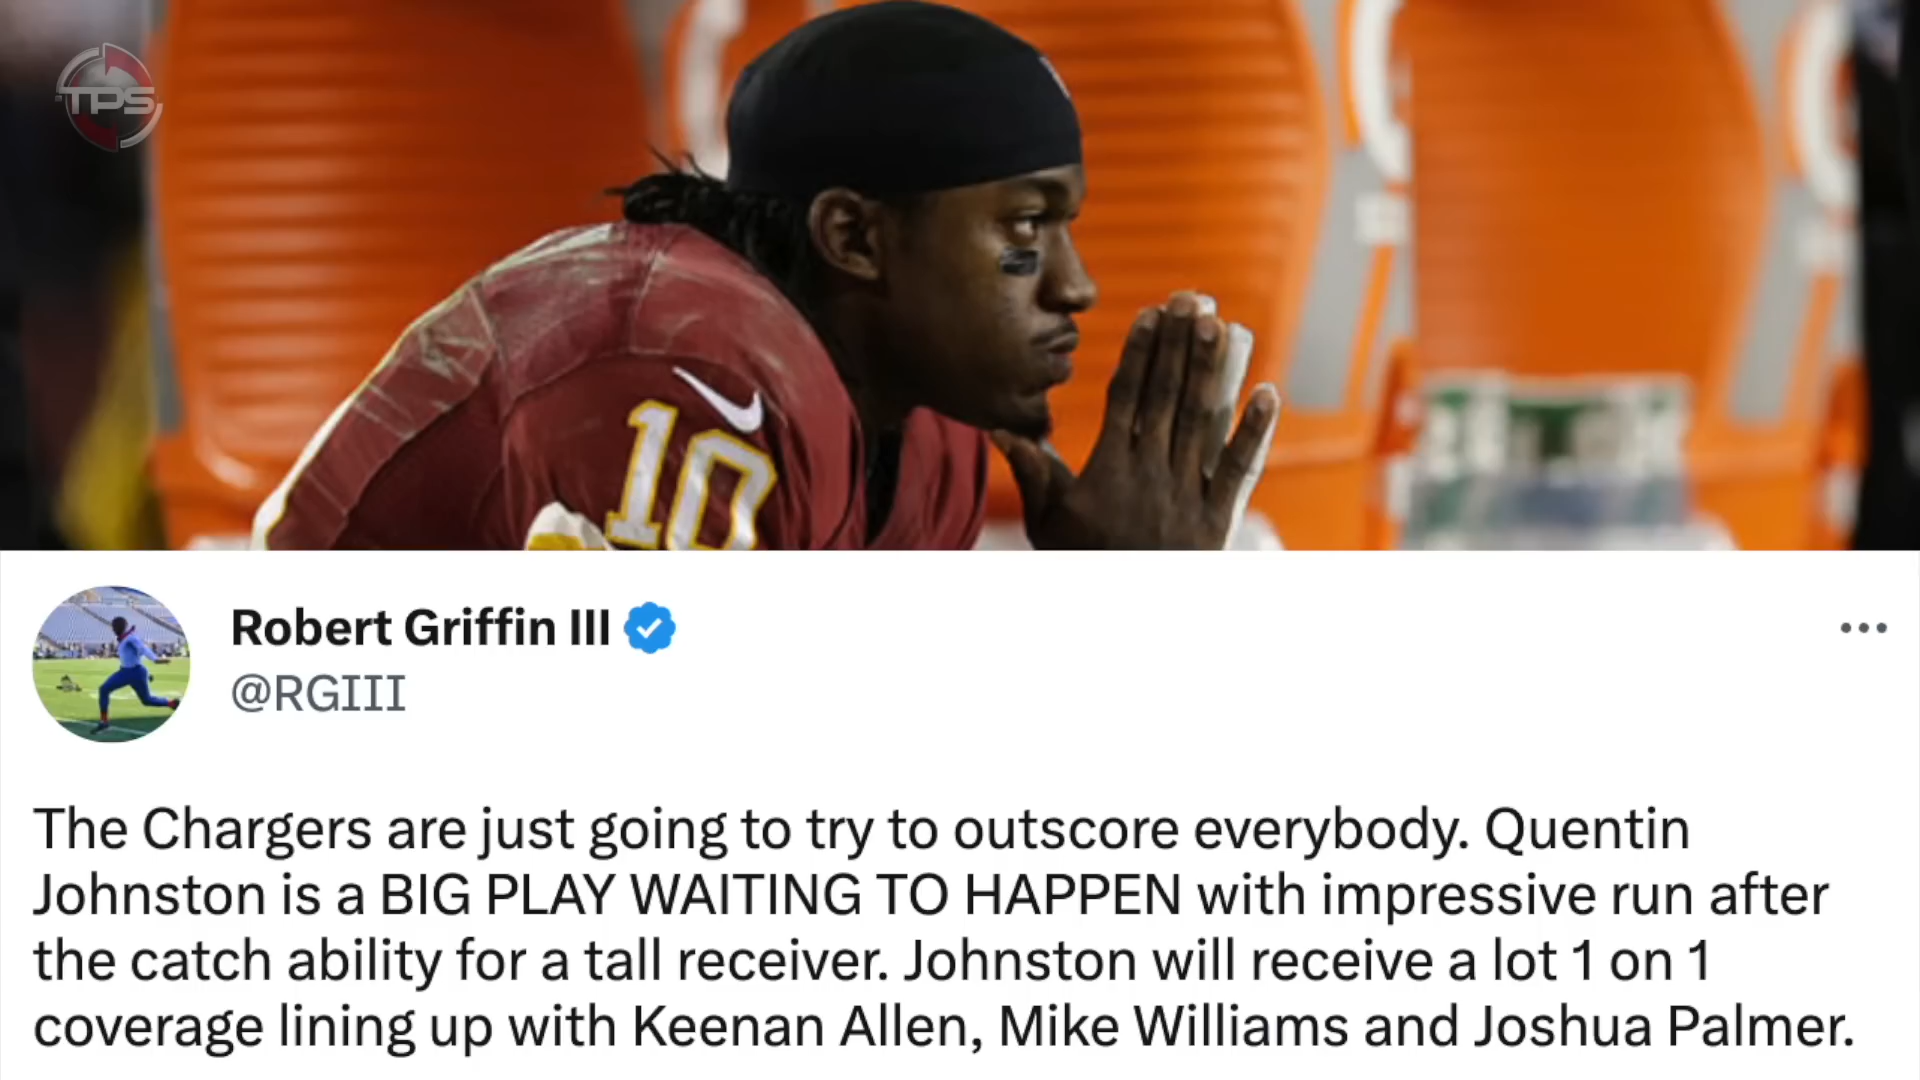 TPS
10
Robert Griffin III
@RGIII
The Chargers are just going to try to outscore everybody. Quentin
Johnston is a BIG PLAY WAITING TO HAPPEN with impressive run after
the catch ability for a tall receiver. Johnston will receive a lot 1 on 1
coverage lining up with Keenan Allen, Mike Williams and Joshua Palmer.